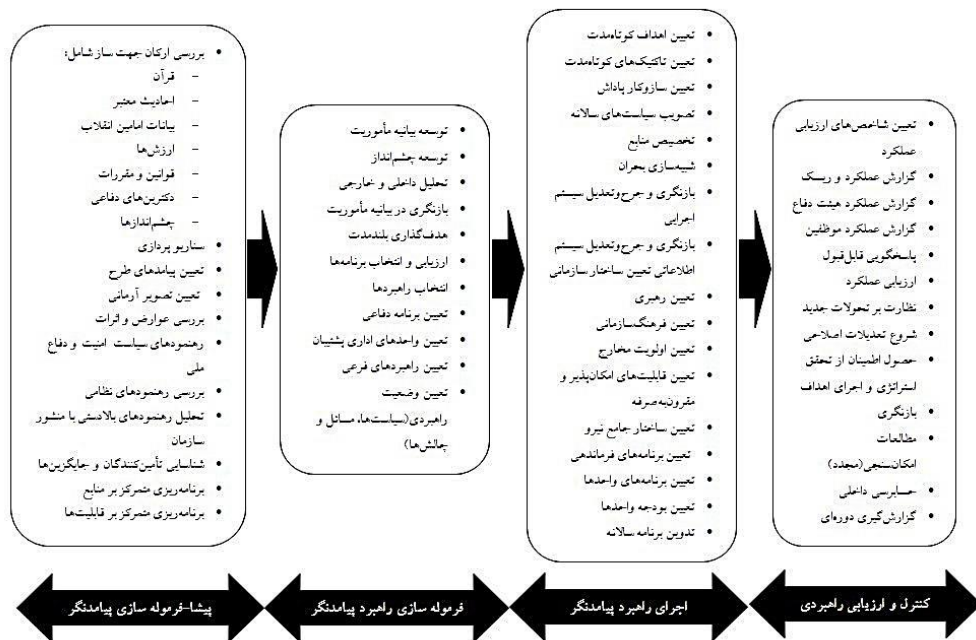 بررسی ارکان جهت ساز شامل:
قرآن
احادیث معتبر
بیانات امامین انقلاب
ارزش‌ها
قوانین و مقررات
دکترین‌های دفاعی
چشم‌اندازها
سناریو پردازی
تعیین پیامدهای طرح
تعیین تصویر آرمانی
بررسی عوارض و اثرات
رهنمودهای سیاست امنیت و دفاع
ملی
بررسی رهنمودهای نظامی
تحلیل رهنمودهای بالادستی با منشور
سازمان
شناسایی تأمین‌کنندگان و جایگزین‌ها
برنامه‌ریزی متمرکز بر منابع
برنامه‌ریزی متمرکز بر قابلیت‌ها
توسعه بیانیه مأموریت
توسعه چشم‌انداز
تحلیل داخلی و خارجی
بازنگری در بیانیه مأموریت
هدف‌گذاری بلندمدت
ارزیابی و انتخاب برنامه‌ها
انتخاب راهبردها
تعیین برنامه دفاعی
تعیین واحدهای اداری پشتیبان
تعیین راهبردهای فرعی
تعیین وضعیت
راهبردی(سیاست‌ها، مسائل و
چالش‌ها)
تعیین اهداف کوتاه‌مدت
تعیین تاکتیک‌های کوتاه‌مدت
تعیین سازوکار پاداش
تصویب سیاست‌های سالانه
تخصیص منابع
شبیه‌سازی بحران
بازنگری و جرح‌وتعدیل سیستم
اجرایی
بازنگری و جرح‌وتعدیل سیستم
اطلاعاتی تعیین ساختار سازمانی
تعیین رهبری
تعیین فرهنگ‌سازمانی
تعیین اولویت مخارج
تعیین قابلیت‌های امکان‌پذیر و
مقرون‌به‌صرفه
تعیین ساختار جامع نیرو
تعیین برنامه‌های فرماندهی
تعیین برنامه‌های واحدها
تعیین بودجه واحدها
تدوین برنامه سالانه
تعیین شاخص‌های ارزیابی
عملکرد
گزارش عملکرد و ریسک
گزارش عملکرد هیئت دفاع
گزارش عملکرد موظفین
پاسخگویی قابل‌قبول
ارزیابی عملکرد
نظارت بر تحولات جدید
شروع تعدیلات اصلاحی
حصول اطمینان از تحقق
استراتژی و اجرای اهداف
بازنگری
مطالعات
امکان‌سنجی(مجدد)
حسابرسی داخلی
گزارش‌گیری دوره‌ای
پیشا-فرموله سازی پیامدنگر
فرموله سازی راهبرد پیامدنگر
اجرای راهبرد پیامدنگر
کنترل و ارزیابی راهبردی